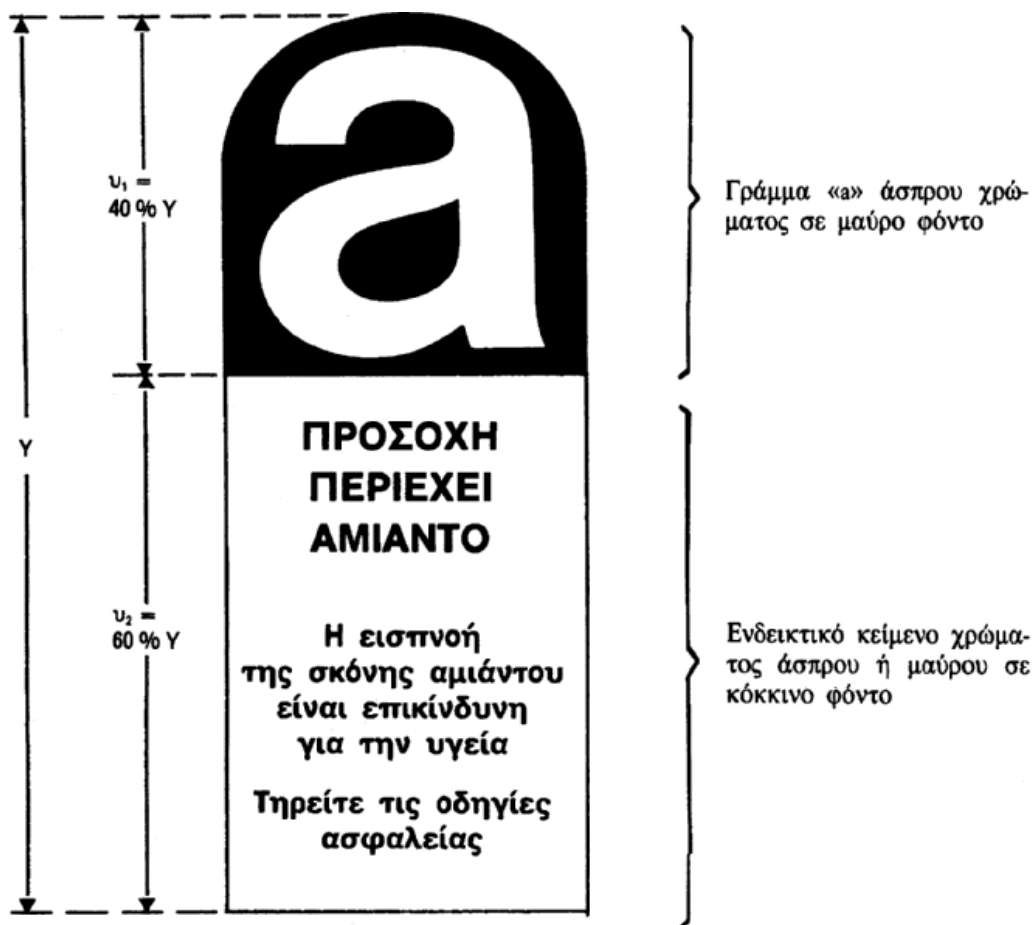 a
υ₁ =
40 % Υ
Γράμμα «a» άσπρου χρώ-
ματος σε μαύρο φόντο
Υ
ΠΡΟΣΟΧΗ
ΠΕΡΙΕΧΕΙ
ΑΜΙΑΝΤΟ
υ₂ =
60 % Υ
Η εισπνοή
της σκόνης αμιάντου
είναι επικίνδυνη
για την υγεία
Τηρείτε τις οδηγίες
ασφαλείας
Ενδεικτικό κείμενο χρώμα-
τος άσπρου ή μαύρου σε
κόκκινο φόντο